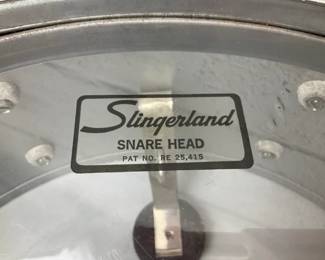 Slingerland
SNARE HEAD
PAT NO. RE 25,415